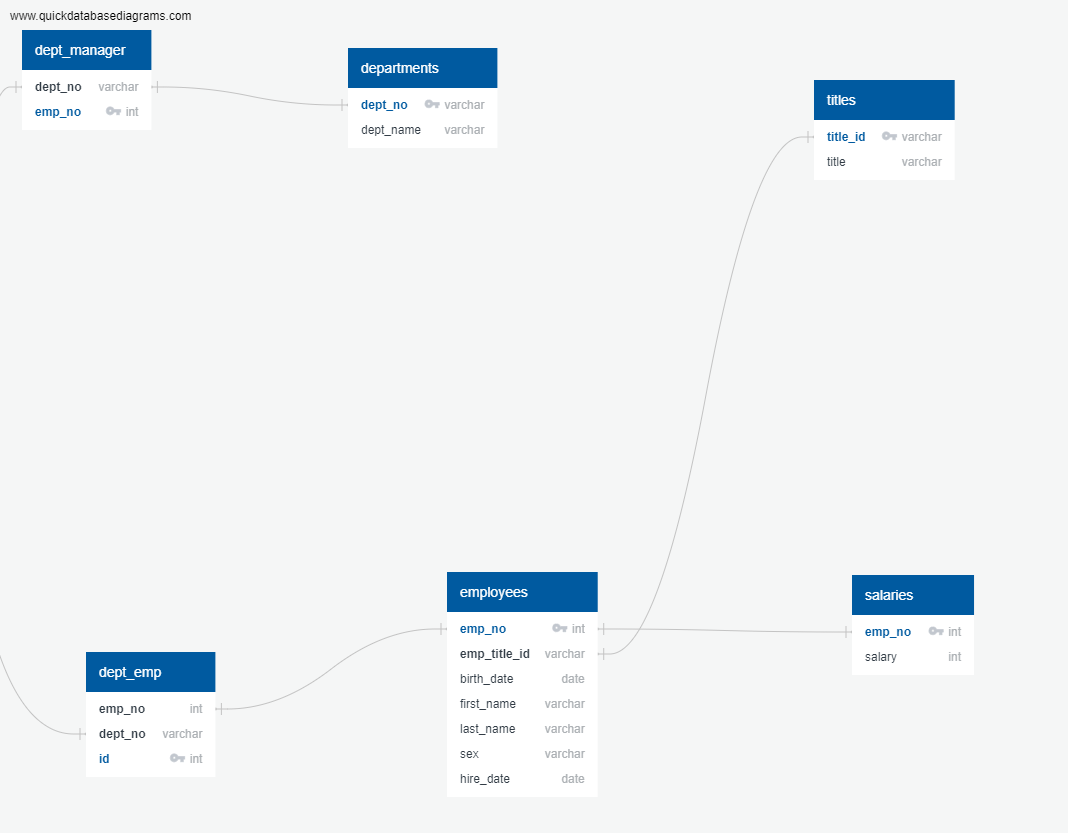 www.quickdatabasediagrams.com
dept_manager
dept_no varchar
emp_no int
departments
dept_no varchar
dept_name varchar
titles
title_id varchar
title varchar
employees
emp_no int
emp_title_id varchar
birth_date date
first_name varchar
last_name varchar
sex varchar
hire_date date
salaries
emp_no int
salary int
dept_emp
emp_no int
dept_no varchar
id int